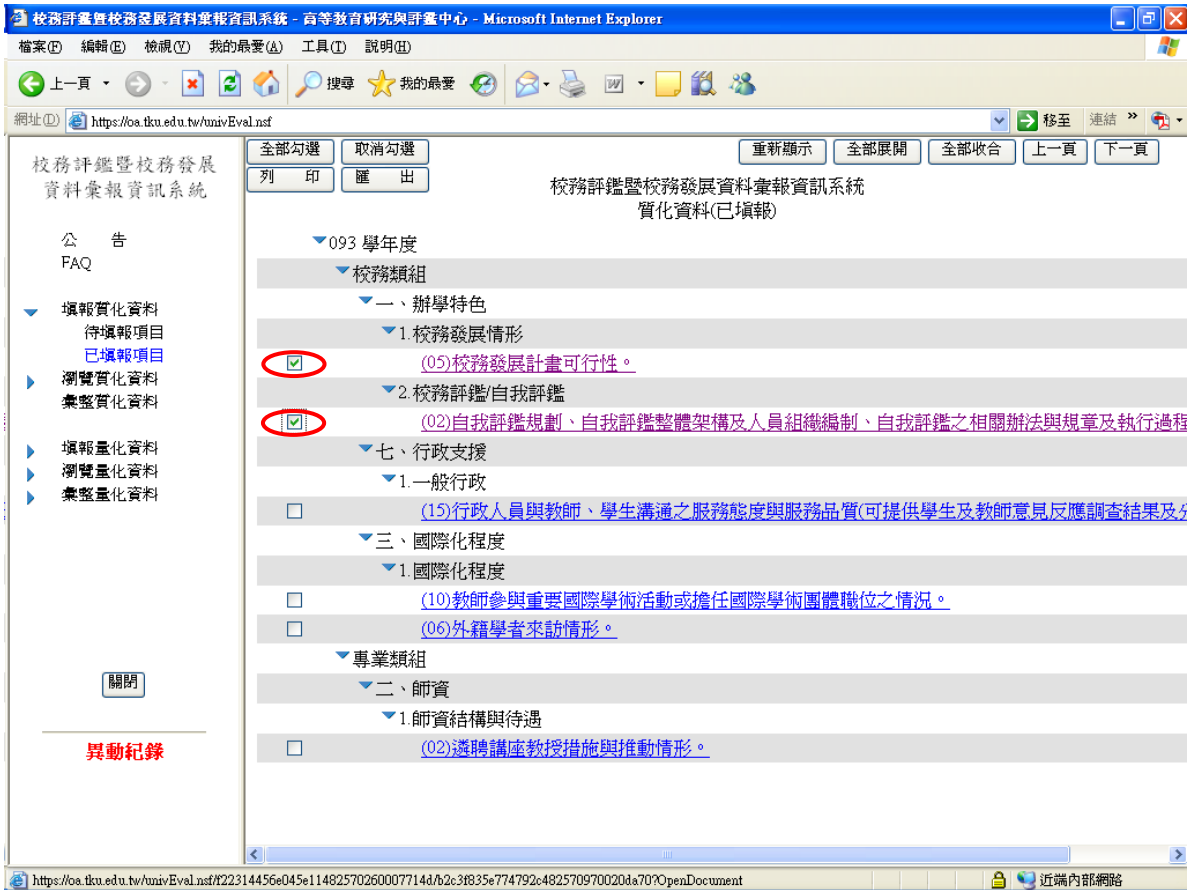 校務評鑑暨校務發展資料彙報資訊系統 - 高等教育研究與評鑑中心 - Microsoft Internet Explorer
檔案(F) 編輯(E) 檢視(V) 我的最愛(A) 工具(T) 說明(H)
上一頁 搜尋 我的最愛
網址(D) https://oa.tku.edu.tw/univEval.nsf 移至 連結 »
校務評鑑暨校務發展
資料彙報資訊系統
公 告
FAQ
填報質化資料
待填報項目
已填報項目
瀏覽質化資料
彙整質化資料
填報量化資料
瀏覽量化資料
彙整量化資料
關閉
異動紀錄
全部勾選 取消勾選 重新顯示 全部展開 全部收合 上一頁 下一頁
列 印 匯 出
校務評鑑暨校務發展資料彙報資訊系統
質化資料(已填報)
093 學年度
校務類組
一、辦學特色
1.校務發展情形
(05)校務發展計畫可行性。
2.校務評鑑/自我評鑑
(02)自我評鑑規劃、自我評鑑整體架構及人員組織編制、自我評鑑之相關辦法與規章及執行過程
七、行政支援
1.一般行政
(15)行政人員與教師、學生溝通之服務態度與服務品質(可提供學生及教師意見反應調查結果及分
三、國際化程度
1.國際化程度
(10)教師參與重要國際學術活動或擔任國際學術團體職位之情況。
(06)外籍學者來訪情形。
專業類組
二、師資
1.師資結構與待遇
(02)遴聘講座教授措施與推動情形。
https://oa.tku.edu.tw/univEval.nsf/f22314456e045e11482570260007714d/b2c3f835e774792c482570970020da70?OpenDocument 近端內部網路